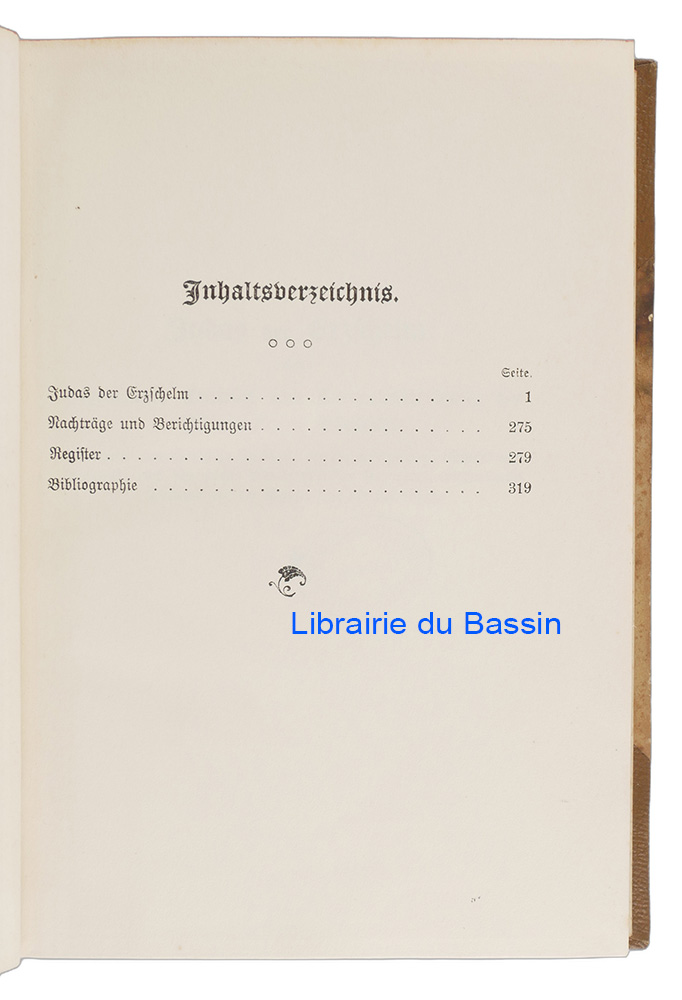 Inhaltsverzeichnis.
Seite.
Judas der Erzschelm . . . . . . . . . . . . . . . . . 1
Nachträge und Berichtigungen . . . . . . . . . . . . . 275
Register . . . . . . . . . . . . . . . . . . . . . . 279
Bibliographie . . . . . . . . . . . . . . . . . . . 319
Librairie du Bassin